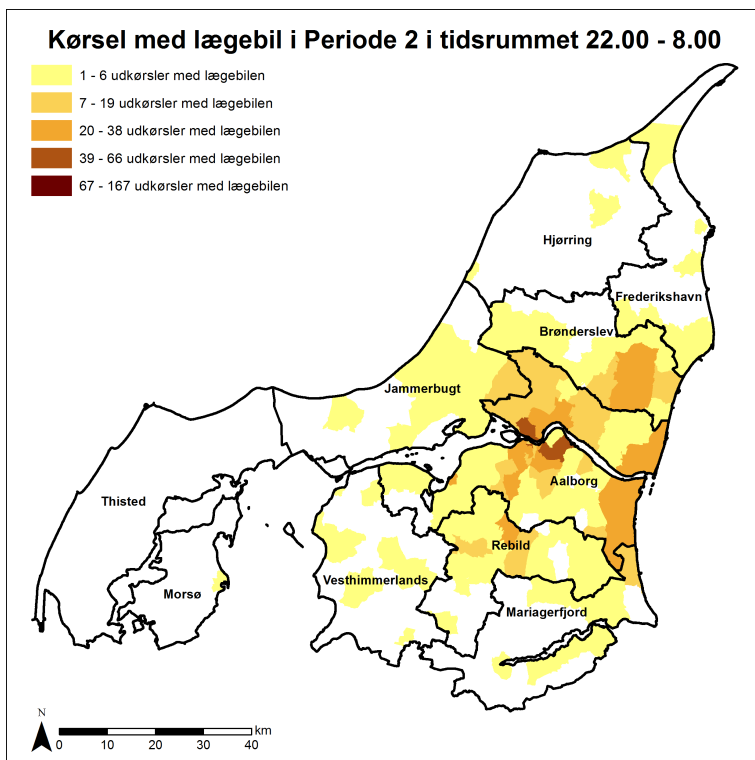 Kørsel med lægebil i Periode 2 i tidsrummet 22.00 - 8.00
1 - 6 udkørsler med lægebilen
7 - 19 udkørsler med lægebilen
20 - 38 udkørsler med lægebilen
39 - 66 udkørsler med lægebilen
67 - 167 udkørsler med lægebilen
Hjørring
Frederikshavn
Brønderslev
Jammerbugt
Aalborg
Thisted
Rebild
Vesthimmerlands
Morsø
Mariagerfjord
N
km
0 10 20 30 40